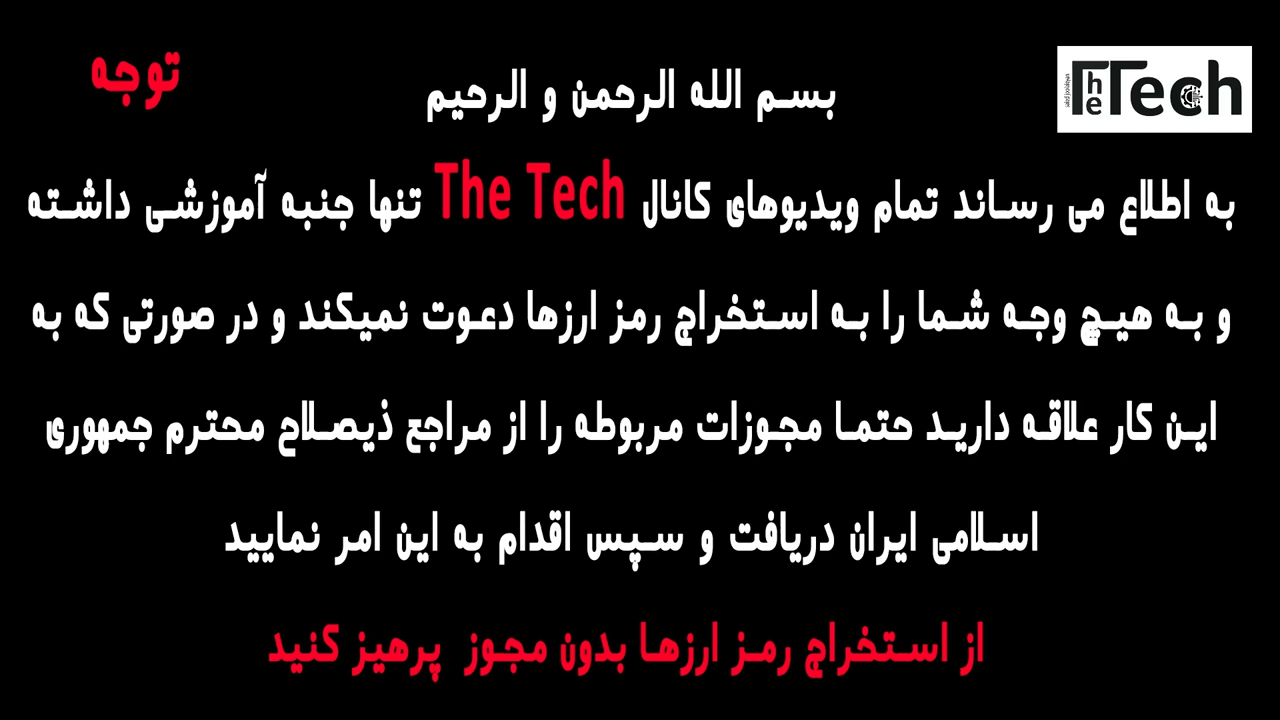 توجه
بسم الله الرحمن و الرحیم
The Tech
به اطلاع می رساند تمام ویدیوهای کانال The Tech تنها جنبه آموزشی داشته
و به هیچ وجه شما را به استخراج رمز ارزها دعوت نمیکند و در صورتی که به
این کار علاقه دارید حتما مجوزات مربوطه را از مراجع ذیصلاح محترم جمهوری
اسلامی ایران دریافت و سپس اقدام به این امر نمایید
از استخراج رمز ارزها بدون مجوز پرهیز کنید